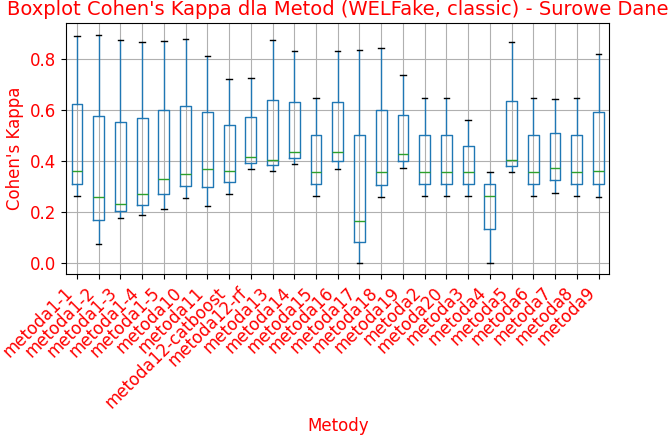 Boxplot Cohen's Kappa dla Metod (WELFake, classic) - Surowe Dane
Cohen's Kappa
0.8
0.6
0.4
0.2
0.0
metoda1-1
metoda1-2
metoda1-3
metoda1-4
metoda1-5
metoda10
metoda11
metoda12-catboost
metoda12-rf
metoda13
metoda14
metoda15
metoda16
metoda17
metoda18
metoda19
metoda2
metoda20
metoda3
metoda4
metoda5
metoda6
metoda7
metoda8
metoda9
Metody